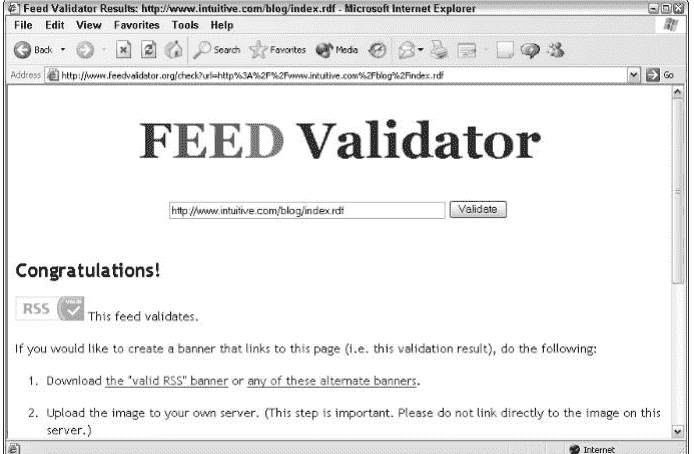 Feed Validator Results: http://www.intuitive.com/blog/index.rdf - Microsoft Internet Explorer
File Edit View Favorites Tools Help
Back Search Favorites Media
Address http://www.feedvalidator.org/check?url=http%3A%2F%2Fwww.intuitive.com%2Fblog%2Findex.rdf Go
FEED Validator
http://www.intuitive.com/blog/index.rdf Validate
Congratulations!
RSS This feed validates.
If you would like to create a banner that links to this page (i.e. this validation result), do the following:
1. Download the "valid RSS" banner or any of these alternate banners.
2. Upload the image to your own server. (This step is important. Please do not link directly to the image on this
server.)
Internet